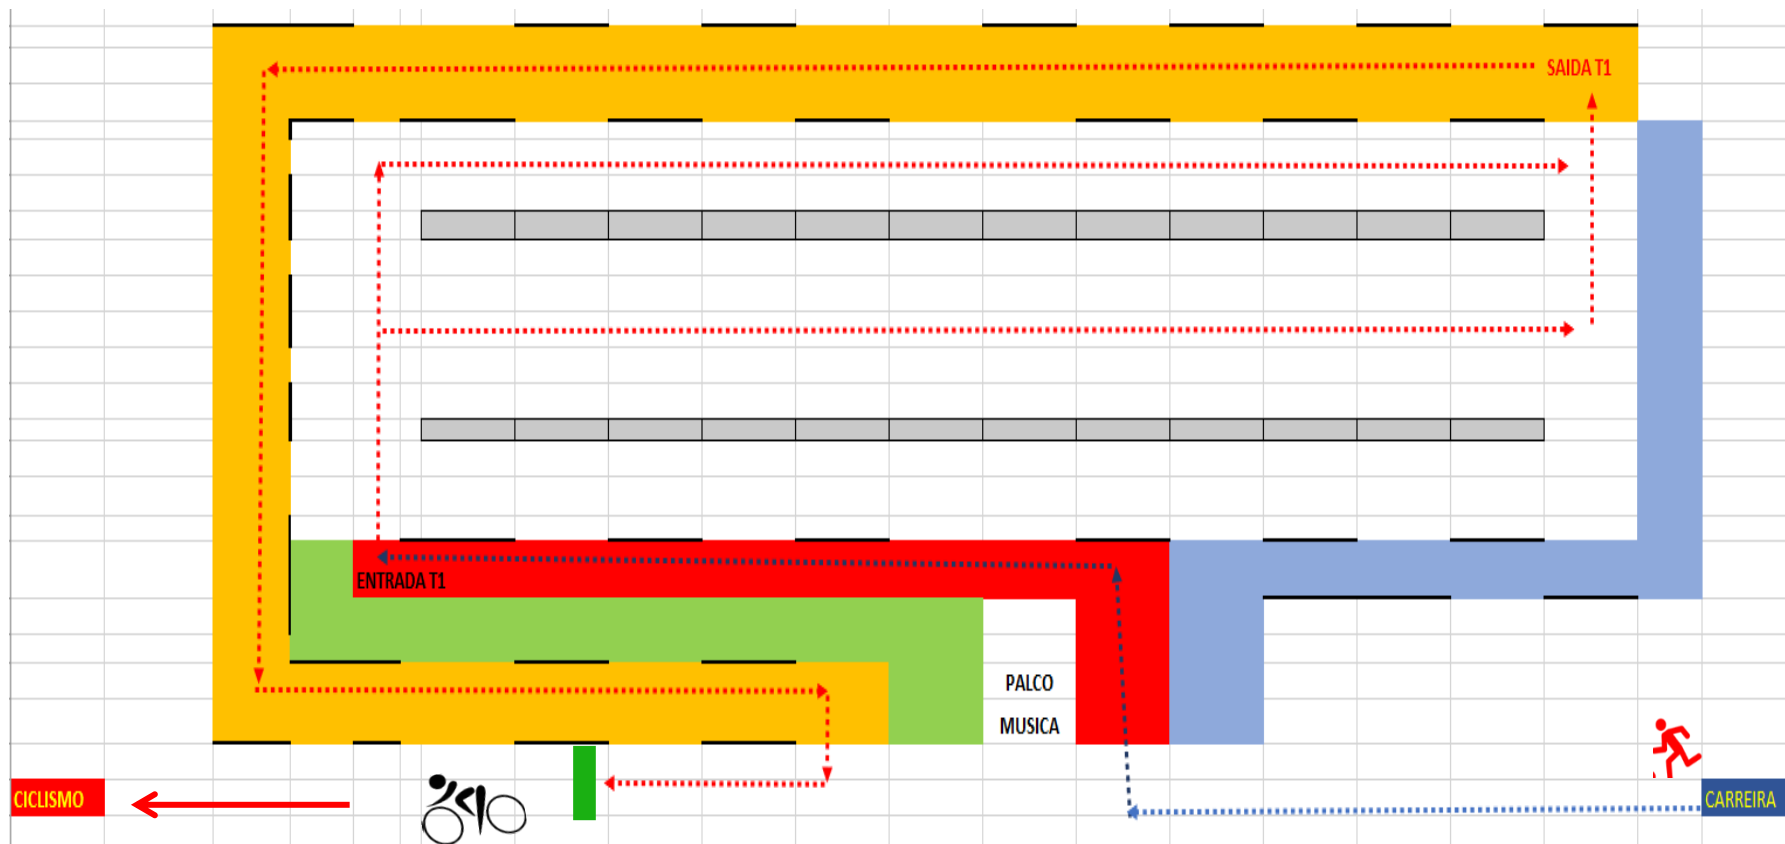 SAIDA T1
ENTRADA T1
PALCO
MUSICA
CICLISMO
CARREIRA